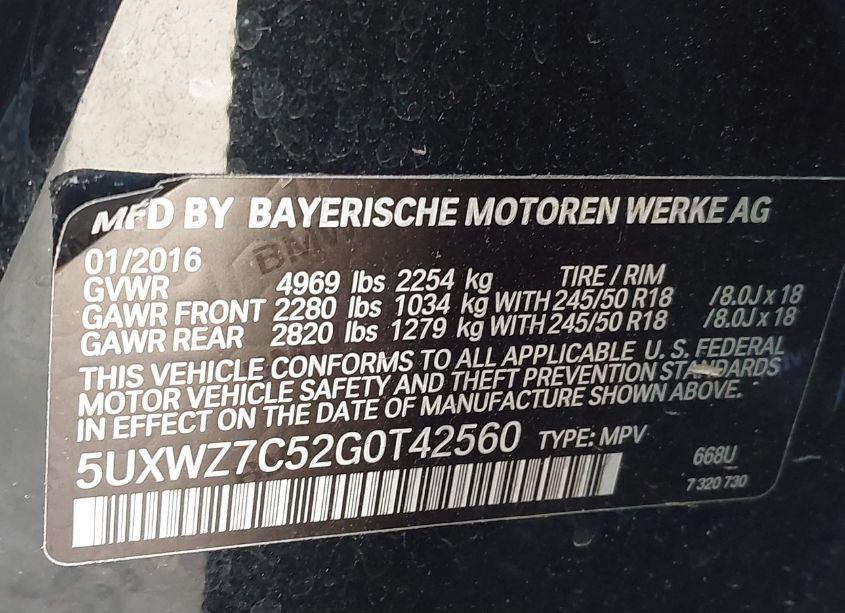 MFD BY BAYERISCHE MOTOREN WERKE AG
01/2016
GVWR 4969 lbs 2254 kg TIRE / RIM
GAWR FRONT 2280 lbs 1034 kg WITH 245/50 R18 /8.0J x 18
GAWR REAR 2820 lbs 1279 kg WITH 245/50 R18 /8.0J x 18
THIS VEHICLE CONFORMS TO ALL APPLICABLE U. S. FEDERAL
MOTOR VEHICLE SAFETY AND THEFT PREVENTION STANDARDS
IN EFFECT ON THE DATE OF MANUFACTURE SHOWN ABOVE.
5UXWZ7C52G0T42560 TYPE: MPV
668U
7 320 730
BMW